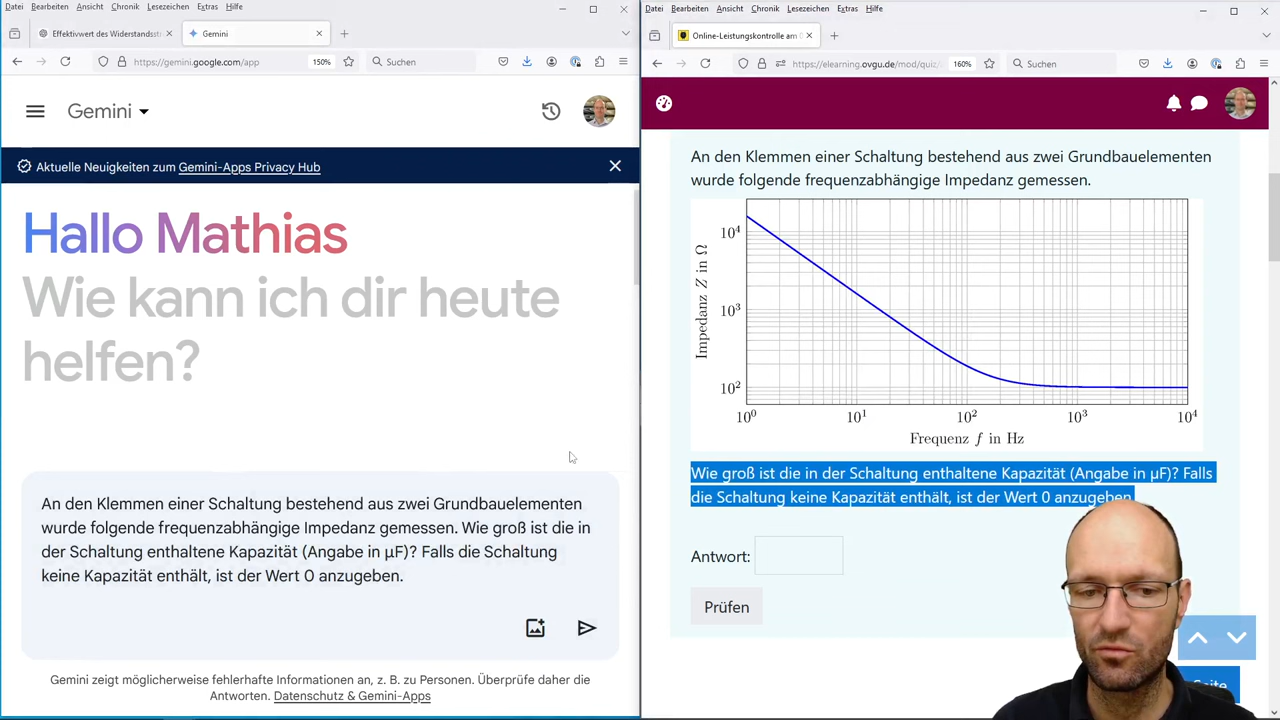 Datei Bearbeiten Ansicht Chronik Lesezeichen Extras Hilfe
Effektivwert des Widerstandsst
Gemini
https://gemini.google.com/app
150%
Suchen
Gemini
Aktuelle Neuigkeiten zum Gemini-Apps Privacy Hub
Hallo Mathias
Wie kann ich dir heute
helfen?
An den Klemmen einer Schaltung bestehend aus zwei Grundbauelementen
wurde folgende frequenzabhängige Impedanz gemessen. Wie groß ist die in
der Schaltung enthaltene Kapazität (Angabe in µF)? Falls die Schaltung
keine Kapazität enthält, ist der Wert 0 anzugeben.
Gemini zeigt möglicherweise fehlerhafte Informationen an, z. B. zu Personen. Überprüfe daher die
Antworten. Datenschutz & Gemini-Apps
Datei Bearbeiten Ansicht Chronik Lesezeichen Extras Hilfe
Online-Leistungskontrolle am
https://elearning.ovgu.de/mod/quiz/
160%
Suchen
An den Klemmen einer Schaltung bestehend aus zwei Grundbauelementen
wurde folgende frequenzabhängige Impedanz gemessen.
Impedanz Z in Ω
10⁴
10³
10²
10⁰ 10¹ 10² 10³ 10⁴
Frequenz f in Hz
Wie groß ist die in der Schaltung enthaltene Kapazität (Angabe in µF)? Falls
die Schaltung keine Kapazität enthält, ist der Wert 0 anzugeben.
Antwort:
Prüfen
Seite